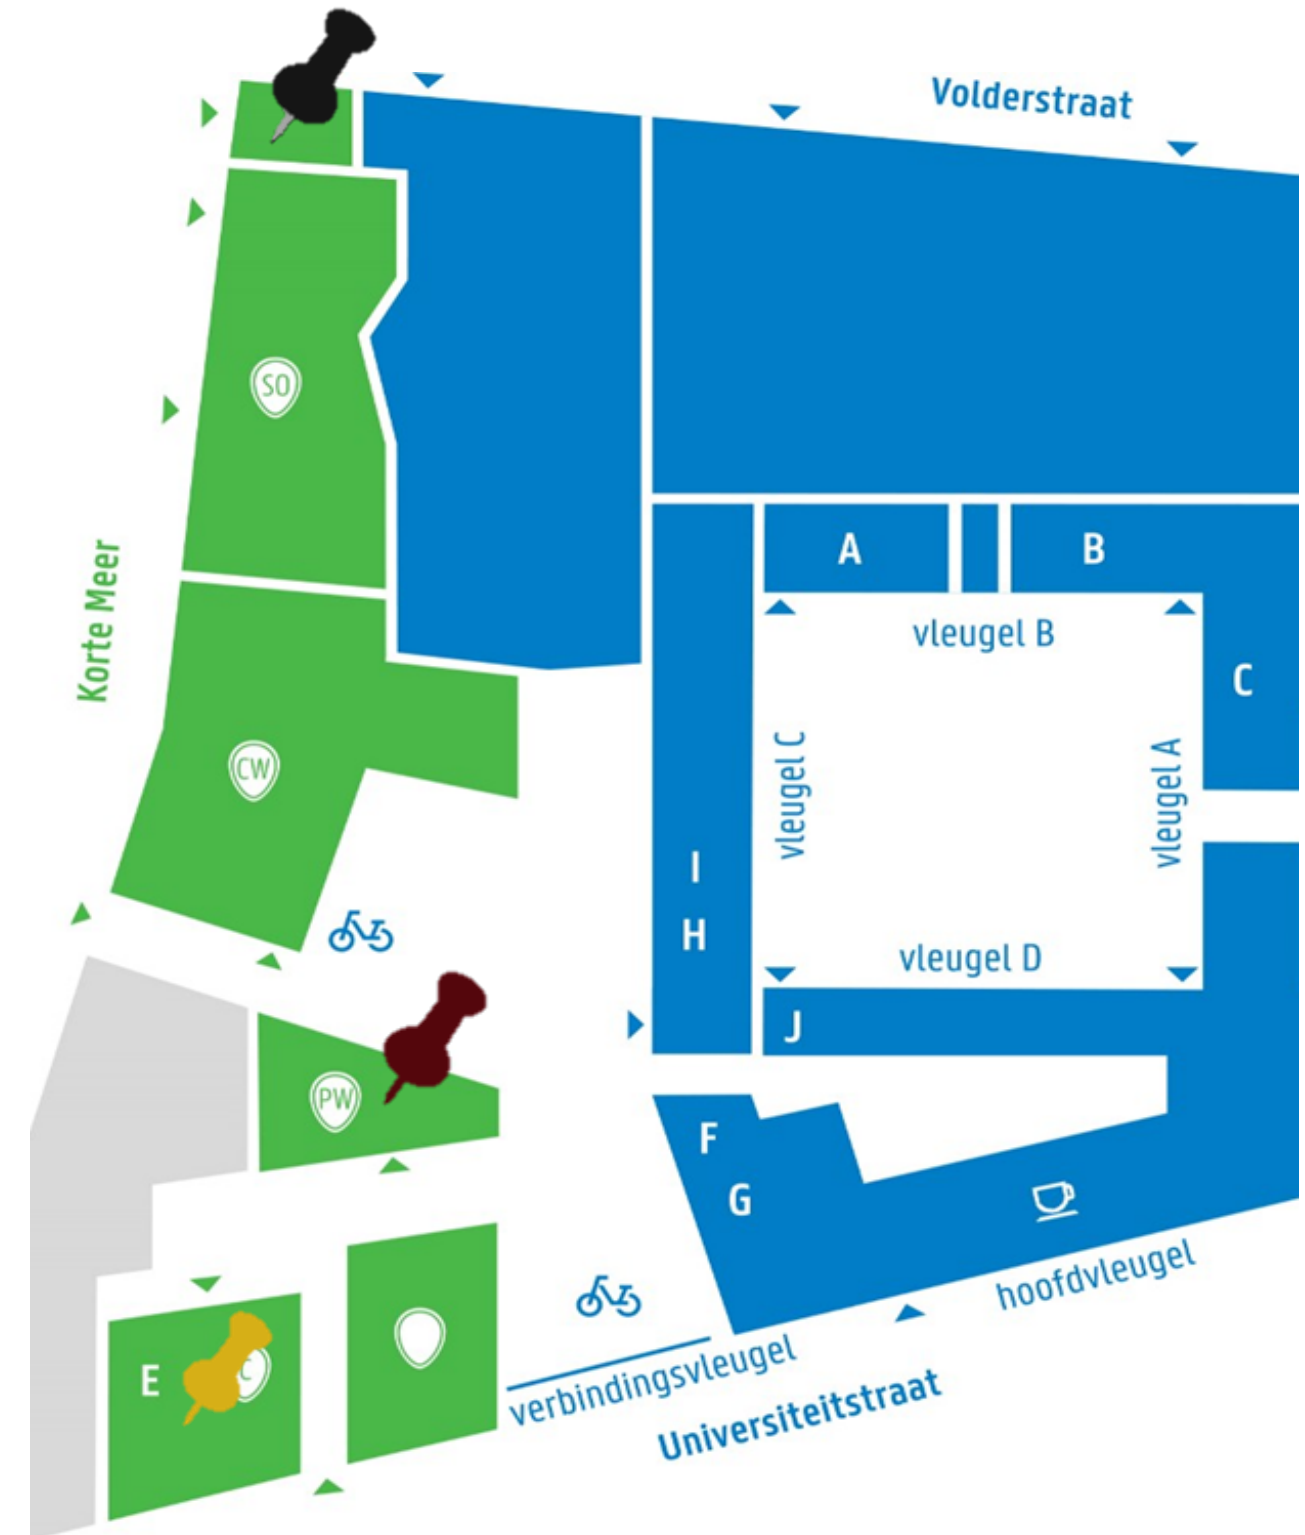 Volderstraat
SO
Korte Meer
A
B
vleugel B
C
vleugel C
vleugel A
CW
I
H
vleugel D
J
PW
F
G
hoofdvleugel
E
verbindingsvleugel
Universiteitstraat